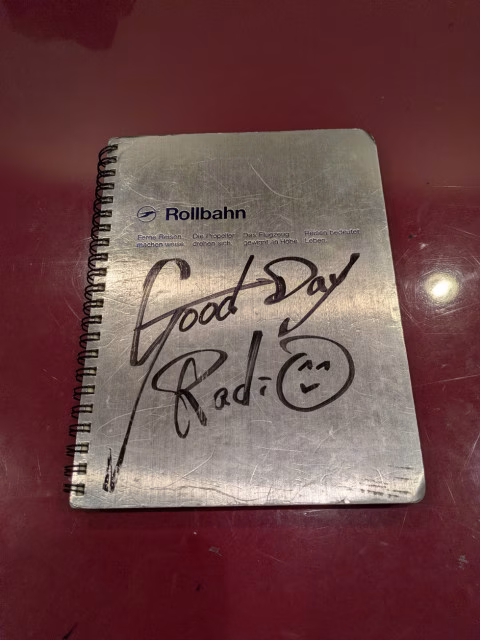 Rollbahn
Ferne Reisen Die Propeller Das Flugzeug Reisen bedeutet
machen weise. drehen sich. gewinnt an Höhe. Leben.
Good Day
Radio